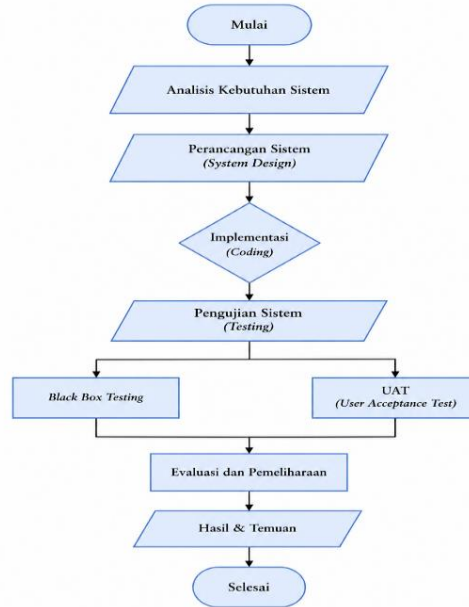 Mulai
Analisis Kebutuhan Sistem
Perancangan Sistem
(System Design)
Implementasi
(Coding)
Pengujian Sistem
(Testing)
Black Box Testing
UAT
(User Acceptance Test)
Evaluasi dan Pemeliharaan
Hasil & Temuan
Selesai